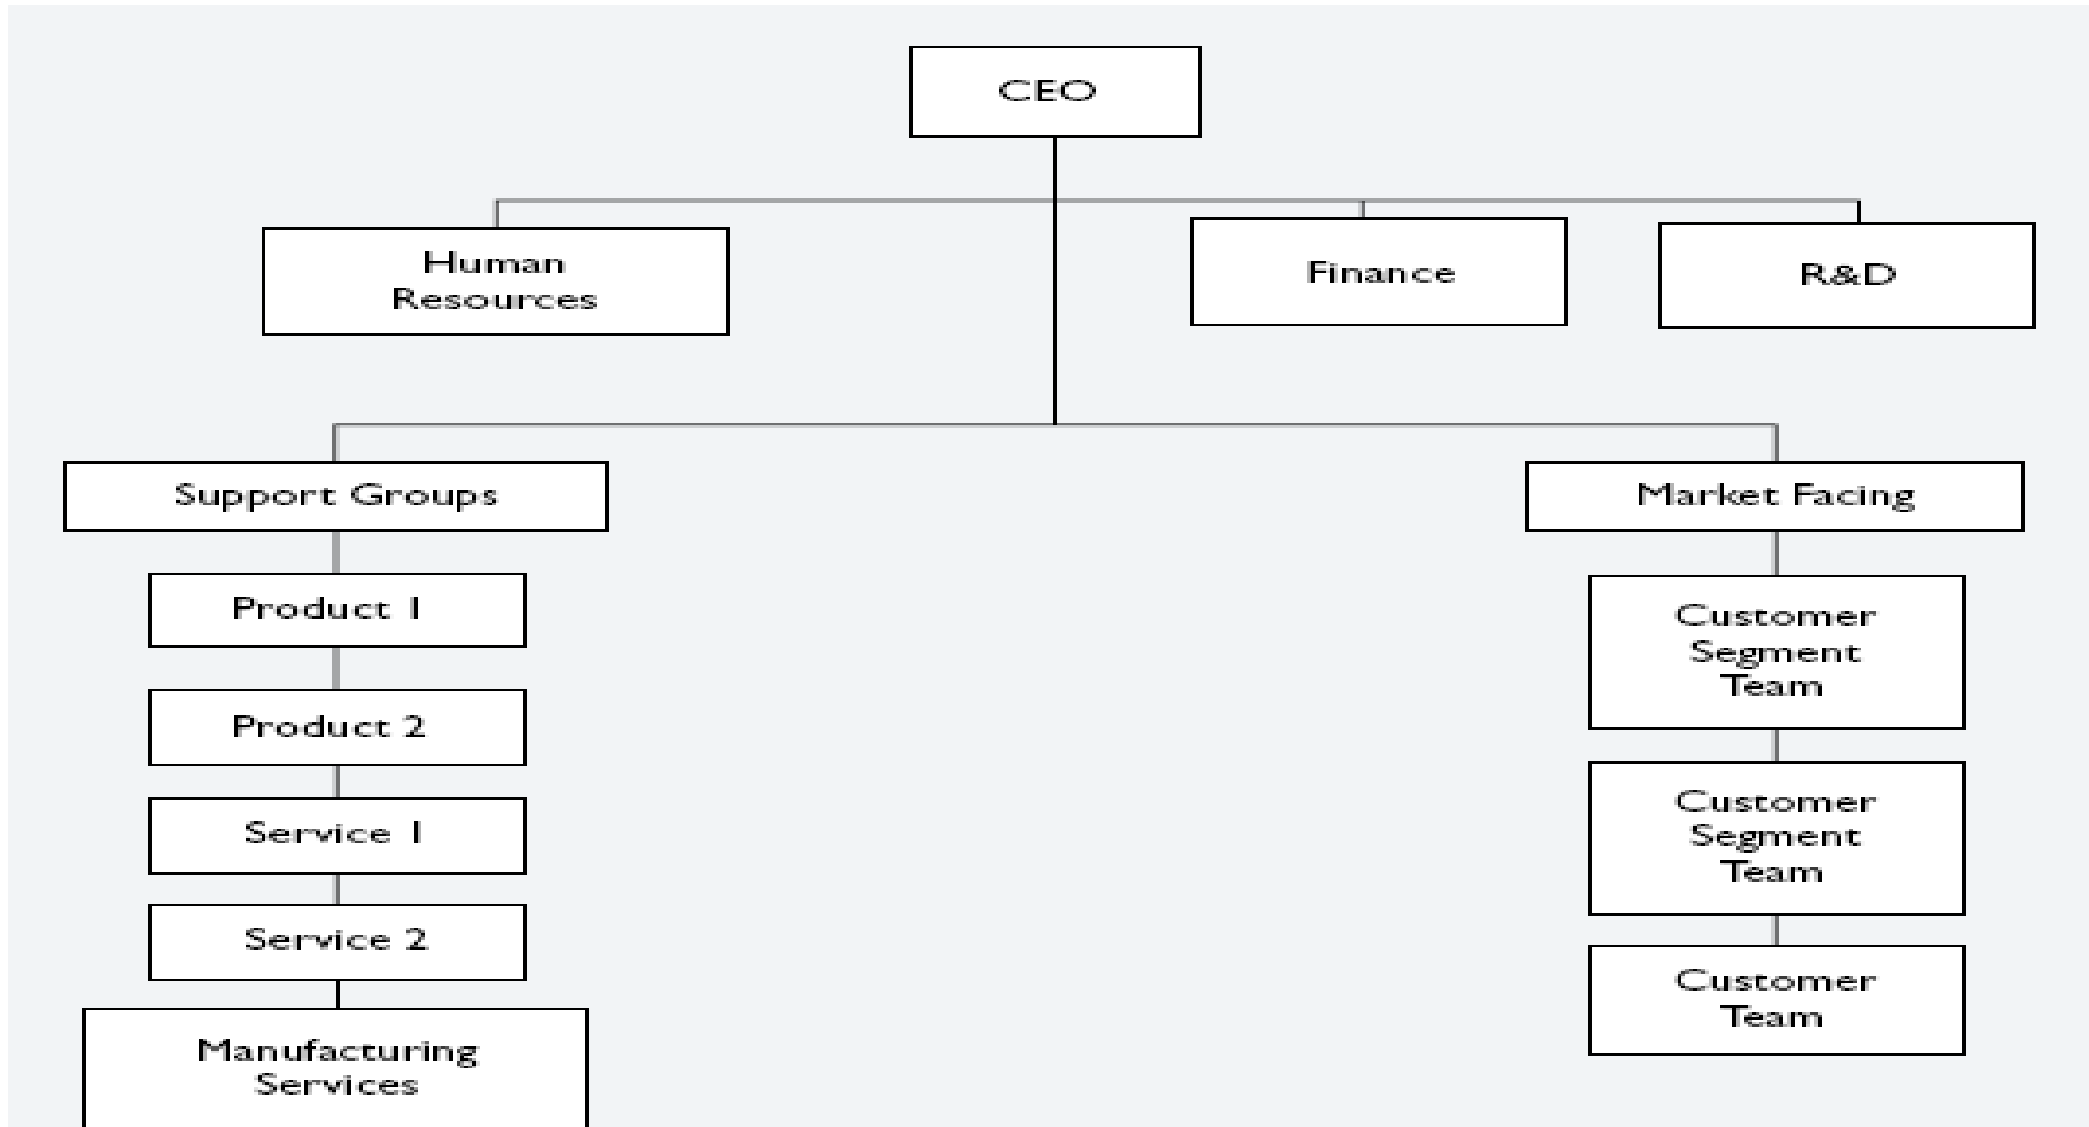 CEO
Human
Resources
Finance
R&D
Support Groups
Market Facing
Product 1
Product 2
Service 1
Service 2
Manufacturing
Services
Customer
Segment
Team
Customer
Segment
Team
Customer
Team